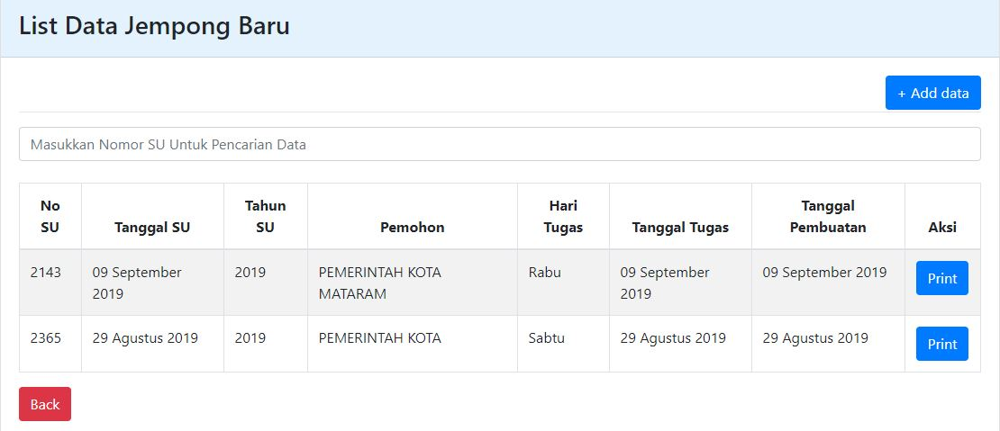 List Data Jempong Baru
+ Add data
Masukkan Nomor SU Untuk Pencarian Data
No SU Tanggal SU Tahun SU Pemohon Hari Tugas Tanggal Tugas Tanggal Pembuatan Aksi
2143 09 September 2019 2019 PEMERINTAH KOTA MATARAM Rabu 09 September 2019 09 September 2019 Print
2365 29 Agustus 2019 2019 PEMERINTAH KOTA Sabtu 29 Agustus 2019 29 Agustus 2019 Print
Back